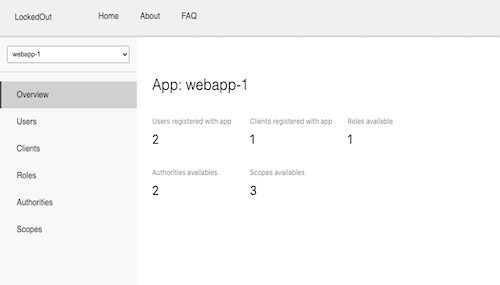 LockedOut Home About FAQ
webapp-1
Overview
Users
Clients
Roles
Authorities
Scopes
App: webapp-1
Users registered with app Clients registered with app Roles available
2 1 1
Authorities availables Scopes availables
2 3